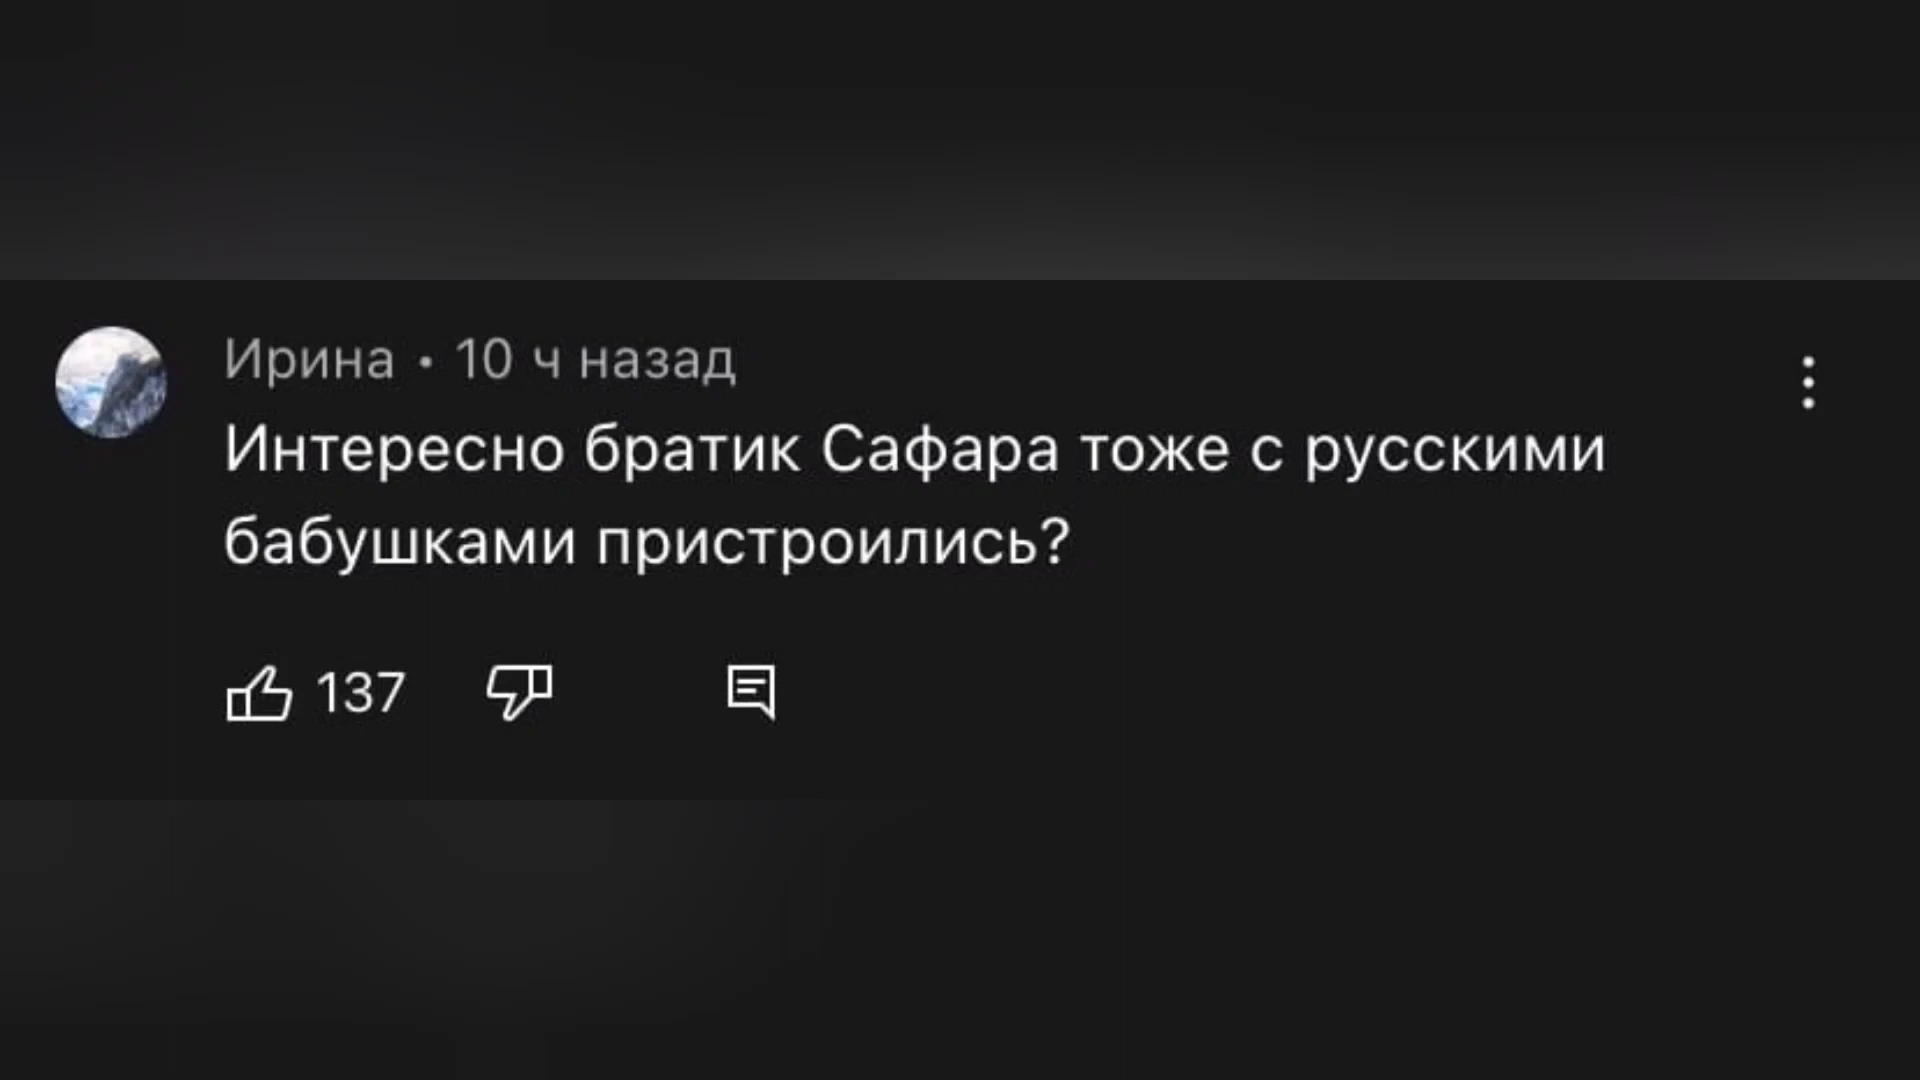 Ирина • 10 ч назад
Интересно братик Сафара тоже с русскими
бабушками пристроились?
137